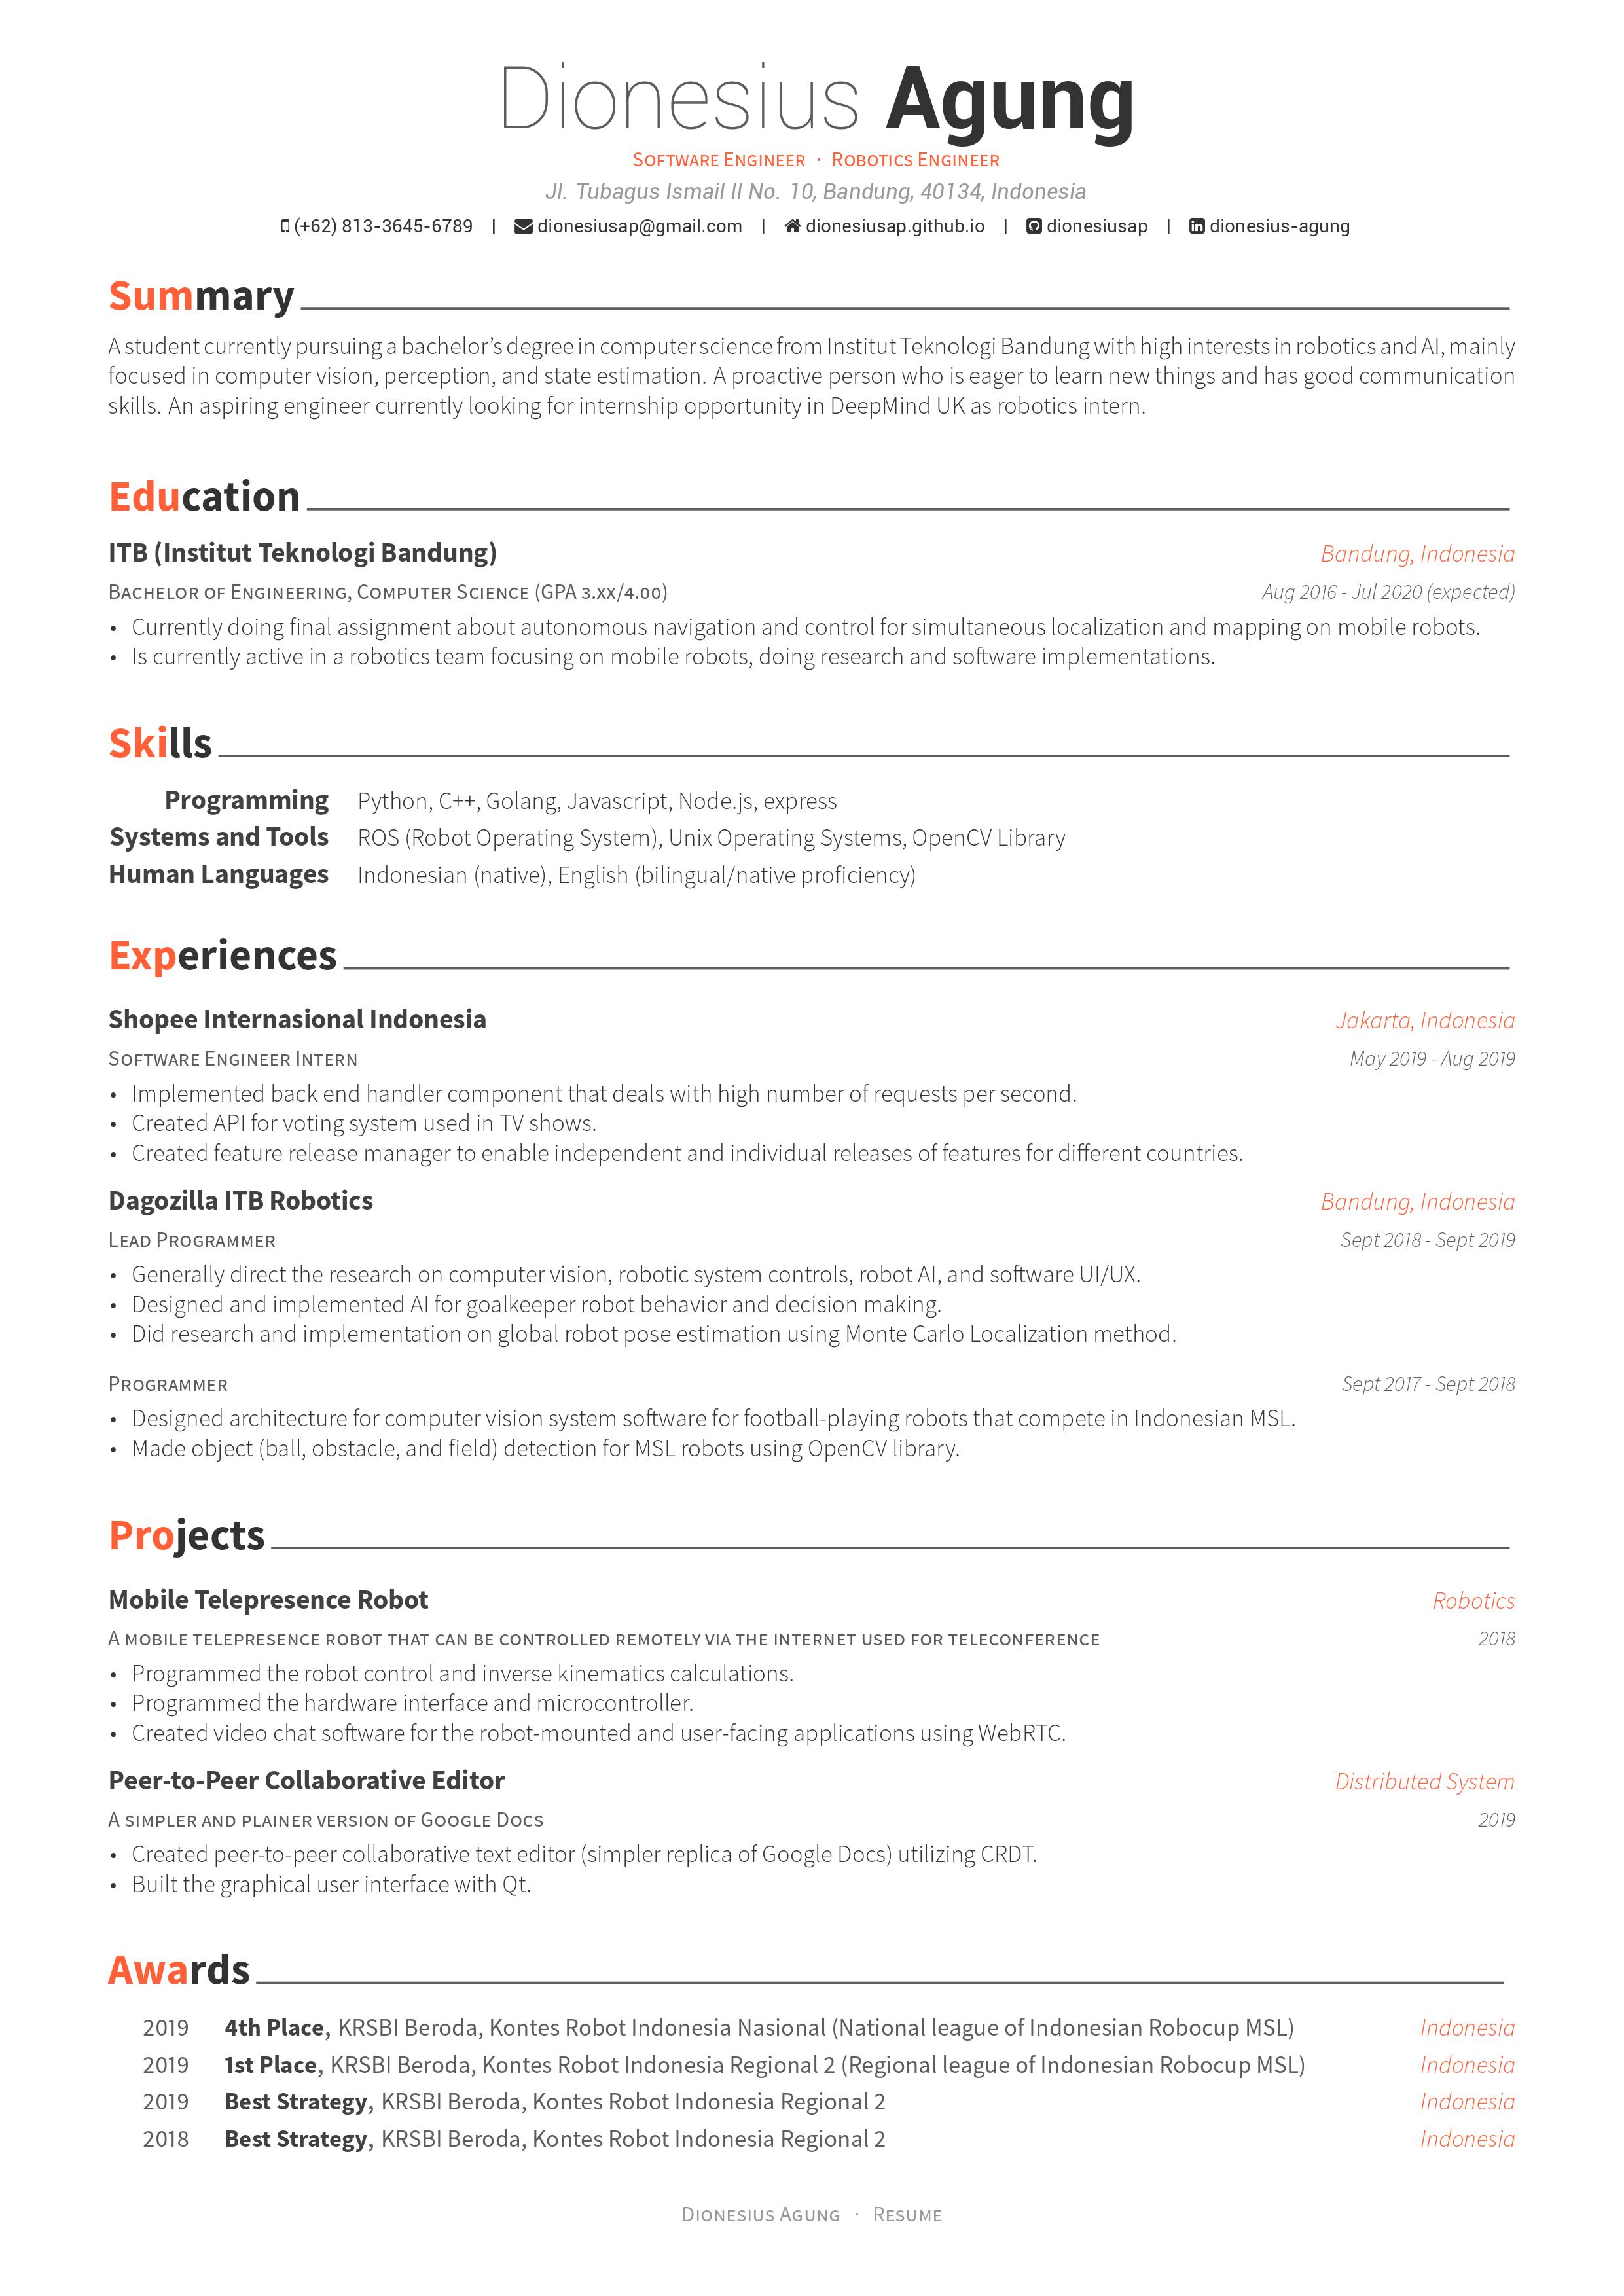 Dionesius Agung
Software Engineer · Robotics Engineer
Jl. Tubagus Ismail II No. 10, Bandung, 40134, Indonesia
(+62) 813-3645-6789 | dionesiusap@gmail.com | dionesiusap.github.io | dionesiusap | dionesius-agung
Summary
A student currently pursuing a bachelor’s degree in computer science from Institut Teknologi Bandung with high interests in robotics and AI, mainly
focused in computer vision, perception, and state estimation. A proactive person who is eager to learn new things and has good communication
skills. An aspiring engineer currently looking for internship opportunity in DeepMind UK as robotics intern.
Education
ITB (Institut Teknologi Bandung) Bandung, Indonesia
Bachelor of Engineering, Computer Science (GPA 3.xx/4.00) Aug 2016 - Jul 2020 (expected)
• Currently doing final assignment about autonomous navigation and control for simultaneous localization and mapping on mobile robots.
• Is currently active in a robotics team focusing on mobile robots, doing research and software implementations.
Skills
Programming Python, C++, Golang, Javascript, Node.js, express
Systems and Tools ROS (Robot Operating System), Unix Operating Systems, OpenCV Library
Human Languages Indonesian (native), English (bilingual/native proficiency)
Experiences
Shopee Internasional Indonesia Jakarta, Indonesia
Software Engineer Intern May 2019 - Aug 2019
• Implemented back end handler component that deals with high number of requests per second.
• Created API for voting system used in TV shows.
• Created feature release manager to enable independent and individual releases of features for different countries.
Dagozilla ITB Robotics Bandung, Indonesia
Lead Programmer Sept 2018 - Sept 2019
• Generally direct the research on computer vision, robotic system controls, robot AI, and software UI/UX.
• Designed and implemented AI for goalkeeper robot behavior and decision making.
• Did research and implementation on global robot pose estimation using Monte Carlo Localization method.
Programmer Sept 2017 - Sept 2018
• Designed architecture for computer vision system software for football-playing robots that compete in Indonesian MSL.
• Made object (ball, obstacle, and field) detection for MSL robots using OpenCV library.
Projects
Mobile Telepresence Robot Robotics
A mobile telepresence robot that can be controlled remotely via the internet used for teleconference 2018
• Programmed the robot control and inverse kinematics calculations.
• Programmed the hardware interface and microcontroller.
• Created video chat software for the robot-mounted and user-facing applications using WebRTC.
Peer-to-Peer Collaborative Editor Distributed System
A simpler and plainer version of Google Docs 2019
• Created peer-to-peer collaborative text editor (simpler replica of Google Docs) utilizing CRDT.
• Built the graphical user interface with Qt.
Awards
2019 4th Place, KRSBI Beroda, Kontes Robot Indonesia Nasional (National league of Indonesian Robocup MSL) Indonesia
2019 1st Place, KRSBI Beroda, Kontes Robot Indonesia Regional 2 (Regional league of Indonesian Robocup MSL) Indonesia
2019 Best Strategy, KRSBI Beroda, Kontes Robot Indonesia Regional 2 Indonesia
2018 Best Strategy, KRSBI Beroda, Kontes Robot Indonesia Regional 2 Indonesia
Dionesius Agung · Resume